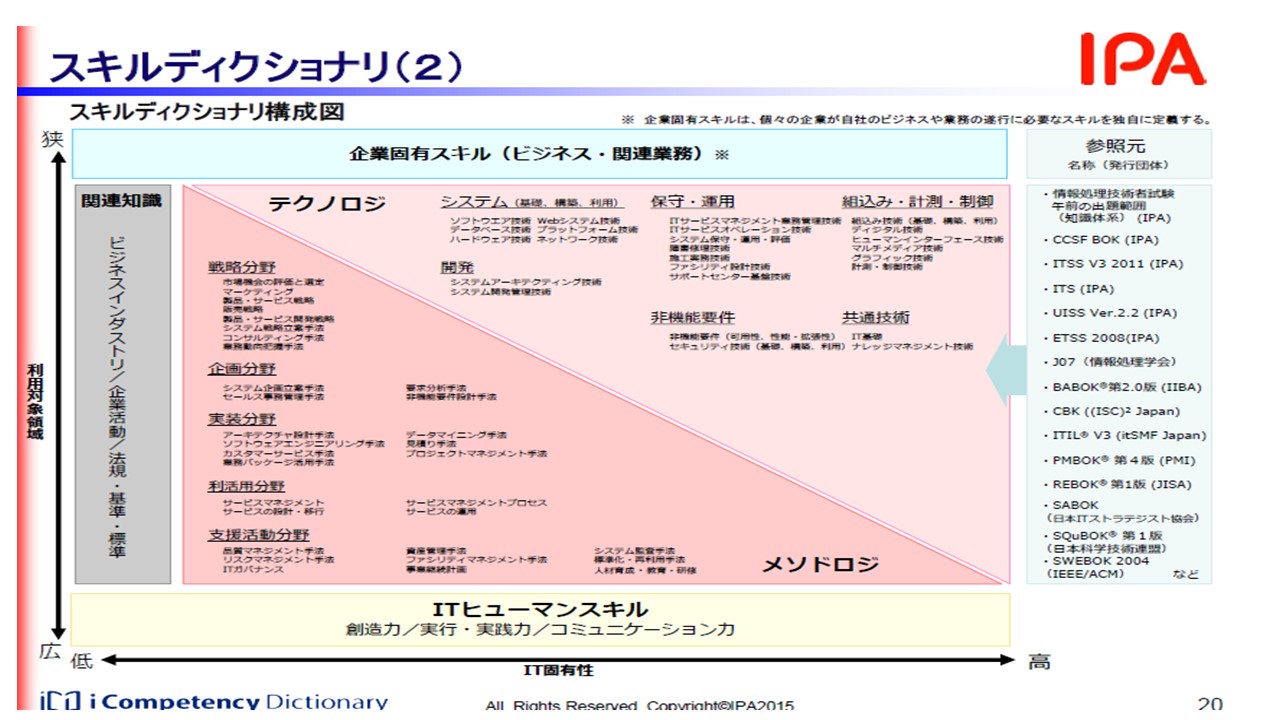 スキルディクショナリ（２）
IPA
スキルディクショナリ構成図
※ 企業固有スキルは、個々の企業が自社のビジネスや業務の遂行に必要なスキルを独自に定義する。
狭
利用対象領域
広
企業固有スキル（ビジネス・関連業務）※
関連知識
ビジネスインダストリ／企業活動／法規・基準・標準
テクノロジ
システム（基礎、構築、利用）
ソフトウエア技術 Webシステム技術
データベース技術 プラットフォーム技術
ハードウェア技術 ネットワーク技術
開発
システムアーキテクティング技術
システム開発管理技術
保守・運用
ITサービスマネジメント業務管理技術
ITサービスオペレーション技術
システム保守・運用・評価
障害修理技術
施工実務技術
ファシリティ設計技術
サポートセンター基盤技術
組込み・計測・制御
組込み技術（基礎、構築、利用）
ディジタル技術
ヒューマンインターフェース技術
マルチメディア技術
グラフィック技術
計測・制御技術
非機能要件
非機能要件（可用性、性能・拡張性）
セキュリティ技術（基礎、構築、利用）
共通技術
IT基礎
ナレッジマネジメント技術
戦略分野
市場機会の評価と選定
マーケティング
製品・サービス戦略
販売戦略
製品・サービス開発戦略
システム戦略立案手法
コンサルティング手法
業務動向把握手法
企画分野
システム企画立案手法
セールス事務管理手法
要求分析手法
非機能要件設計手法
実装分野
アーキテクチャ設計手法
ソフトウェアエンジニアリング手法
カスタマーサービス手法
業務パッケージ活用手法
データマイニング手法
見積り手法
プロジェクトマネジメント手法
利活用分野
サービスマネジメント
サービスの設計・移行
サービスマネジメントプロセス
サービスの運用
支援活動分野
品質マネジメント手法
リスクマネジメント手法
ITガバナンス
資産管理手法
ファシリティマネジメント手法
事業継続計画
システム監査手法
標準化・再利用手法
人材育成・教育・研修
メソドロジ
ITヒューマンスキル
創造力／実行・実践力／コミュニケーション力
低
IT固有性
高
参照元
名称（発行団体）
・情報処理技術者試験
午前の出題範囲
（知識体系）(IPA)
・CCSF BOK (IPA)
・ITSS V3 2011 (IPA)
・ITS (IPA)
・UISS Ver.2.2 (IPA)
・ETSS 2008(IPA)
・J07（情報処理学会）
・BABOK®第2.0版 (IIBA)
・CBK ((ISC)² Japan)
・ITIL® V3 (itSMF Japan)
・PMBOK® 第４版 (PMI)
・REBOK® 第1版 (JISA)
・SABOK
（日本ITストラテジスト協会）
・SQuBOK® 第１版
（日本科学技術連盟）
・SWEBOK 2004
（IEEE/ACM） など
iCD i Competency Dictionary
All Rights Reserved Copyright©IPA2015
20